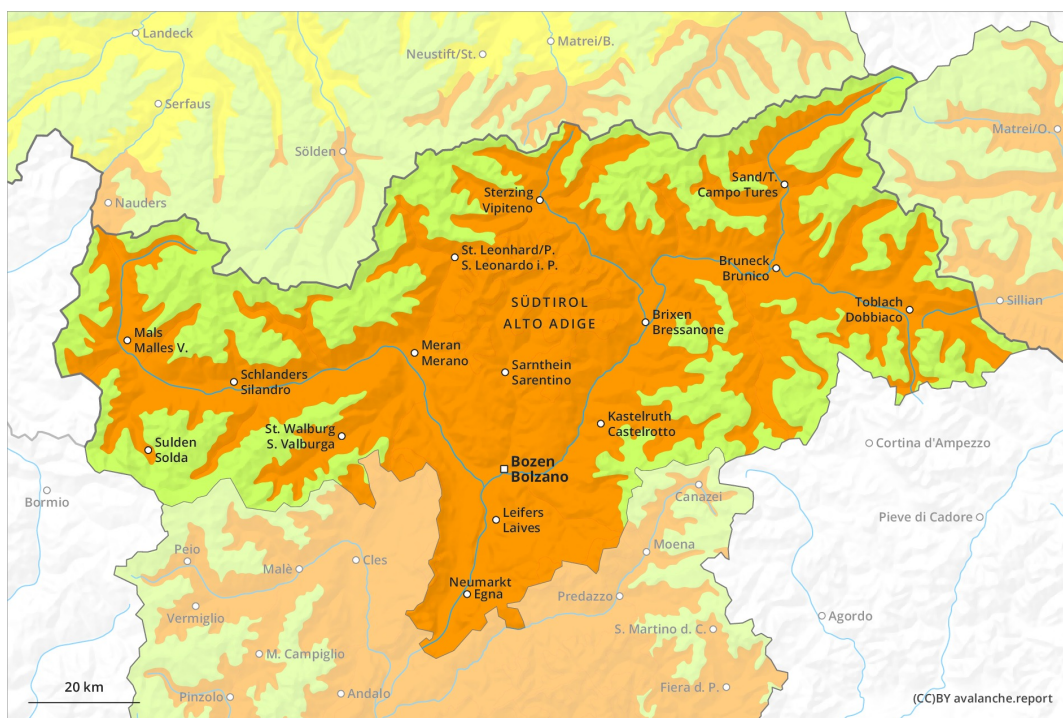 Landeck
Matrei/B.
Neustift/St.
Serfaus
Matrei/O.
Sölden
Sand/T.
Campo Tures
Sterzing
Vipiteno
Nauders
St. Leonhard/P.
S. Leonardo i. P.
Bruneck
Brunico
SÜDTIROL
ALTO ADIGE
Toblach
Dobbiaco
Sillian
Brixen
Bressanone
Mals
Malles V.
Meran
Merano
Sarnthein
Sarentino
Schlanders
Silandro
Kastelruth
Castelrotto
St. Walburg
S. Valburga
Sulden
Solda
Cortina d'Ampezzo
Bozen
Bolzano
Canazei
Bormio
Leifers
Laives
Pieve di Cadore
Moena
Peio
Cles
Malè
Neumarkt
Egna
Predazzo
Vermiglio
Agordo
S. Martino d. C.
M. Campiglio
20 km
Pinzolo
Andalo
Fiera d. P.
(CC)BY avalanche.report